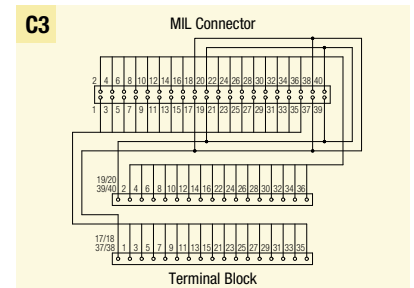 C3
MIL Connector
2 4 6 8 10 12 14 16 18 20 22 24 26 28 30 32 34 36 38 40
1 3 5 7 9 11 13 15 17 19 21 23 25 27 29 31 33 35 37 39
19/20
39/40 2 4 6 8 10 12 14 16 22 24 26 28 30 32 34 36
17/18
37/38 1 3 5 7 9 11 13 15 21 23 25 27 29 31 33 35
Terminal Block